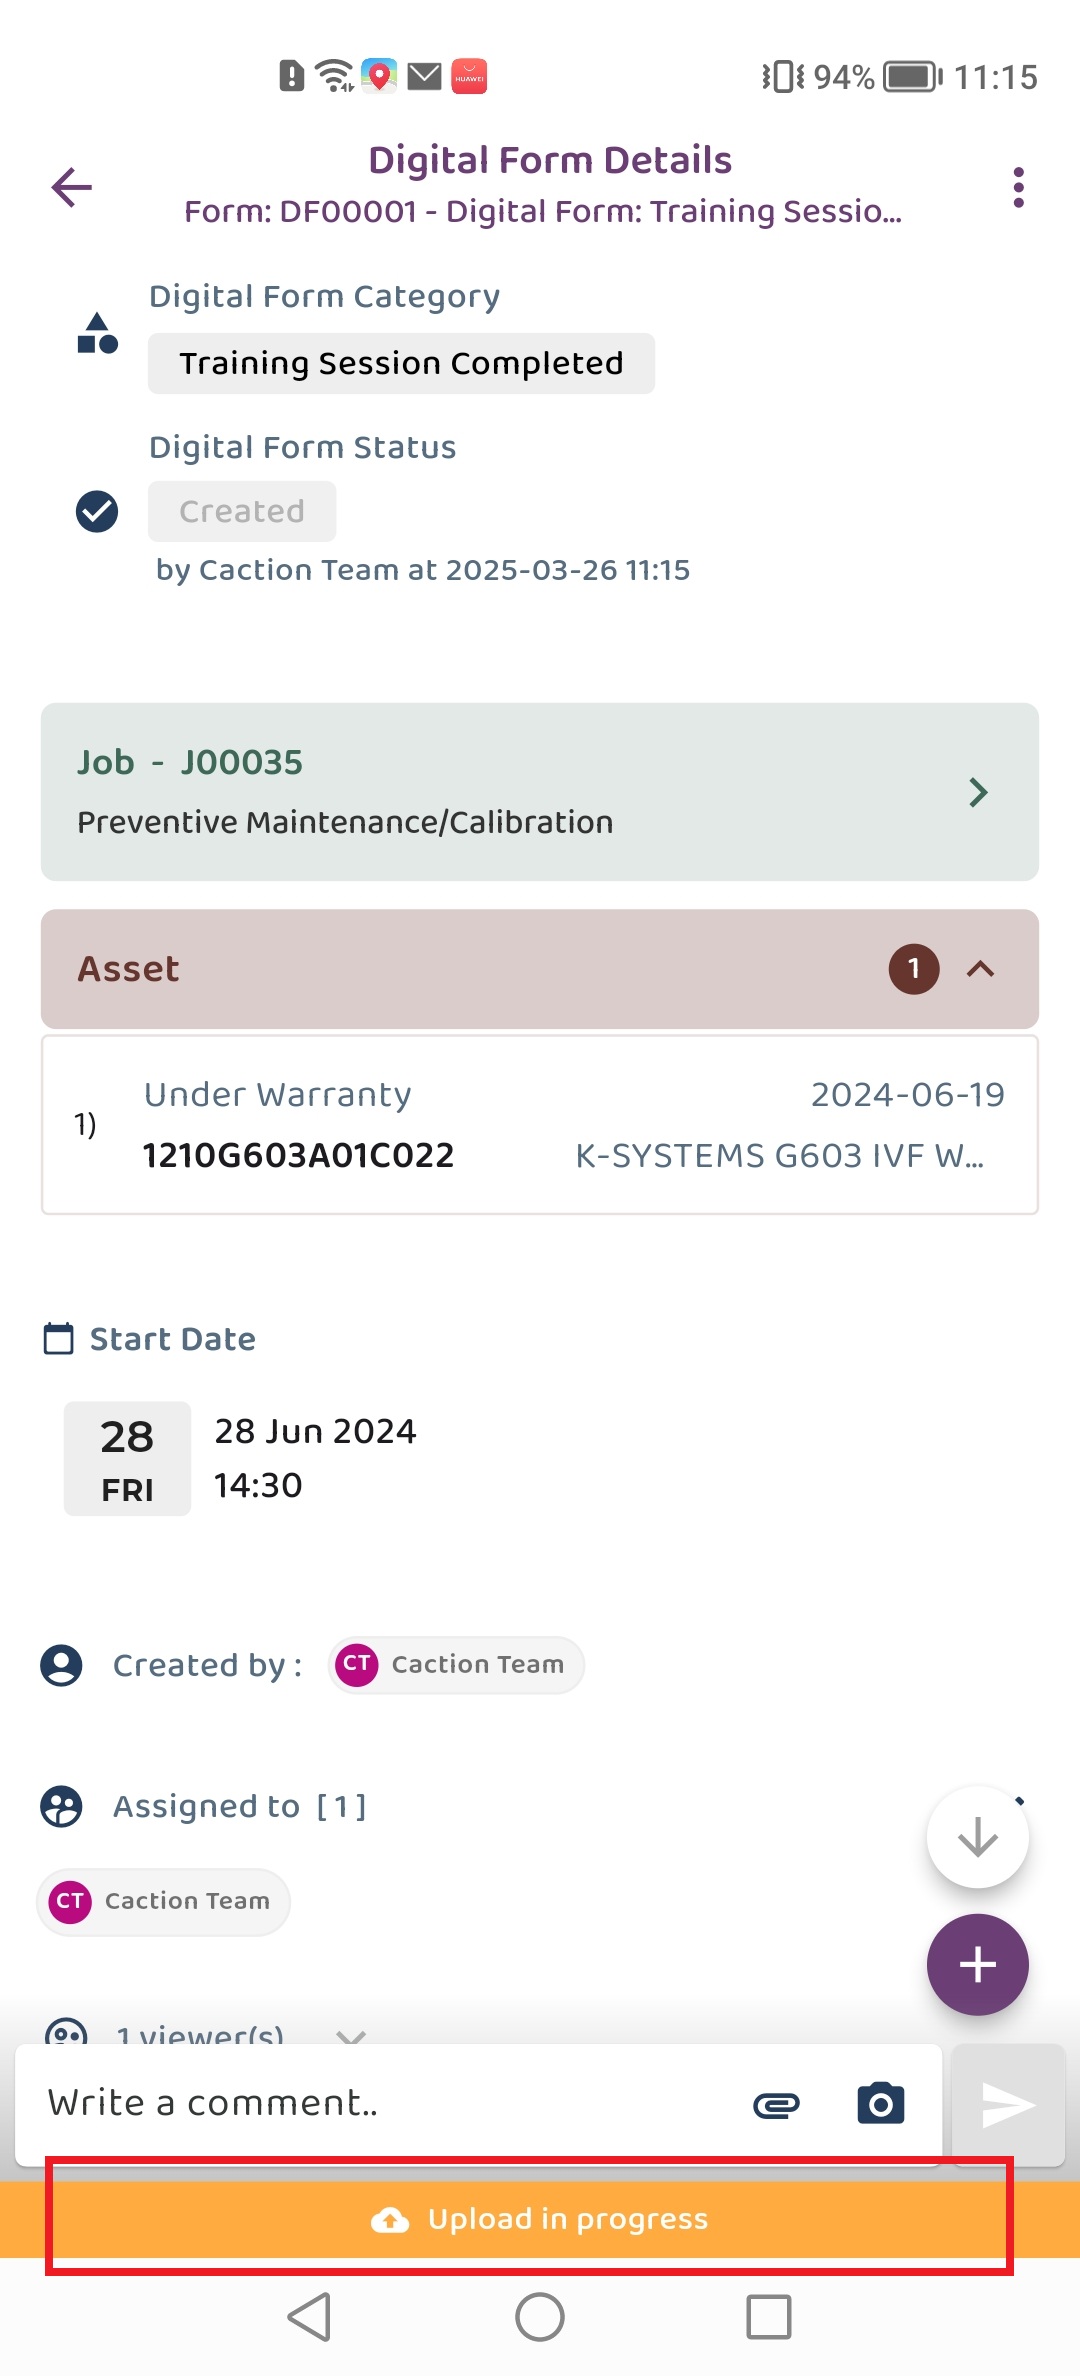 HUAWEI
94%
11:15
Digital Form Details
Form: DF00001 - Digital Form: Training Sessio...
Digital Form Category
Training Session Completed
Digital Form Status
Created
by Caction Team at 2025-03-26 11:15
Job - J00035
Preventive Maintenance/Calibration
Asset
1
Under Warranty
2024-06-19
1)
1210G603A01C022
K-SYSTEMS G603 IVF W...
Start Date
28
FRI
28 Jun 2024
14:30
Created by :
CT
Caction Team
Assigned to [ 1 ]
CT
Caction Team
1 viewer(s)
Write a comment..
Upload in progress